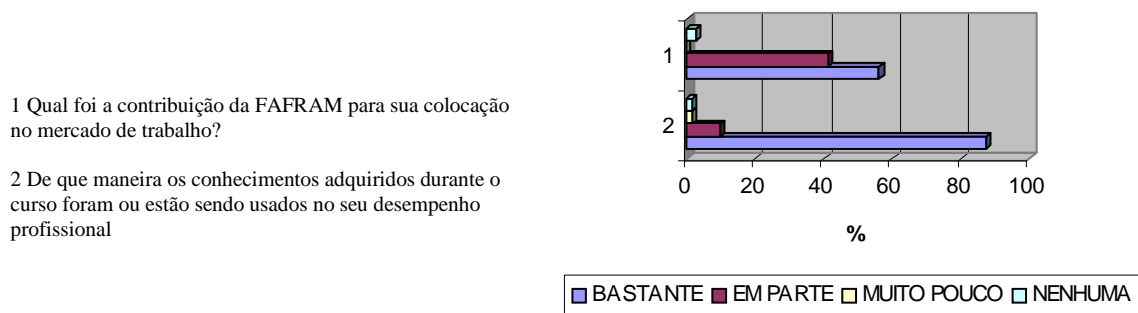 1 Qual foi a contribuição da FAFRAM para sua colocação
no mercado de trabalho?
2 De que maneira os conhecimentos adquiridos durante o
curso foram ou estão sendo usados no seu desempenho
profissional
1
2
0 20 40 60 80 100
%
BASTANTE EM PARTE MUITO POUCO NENHUMA